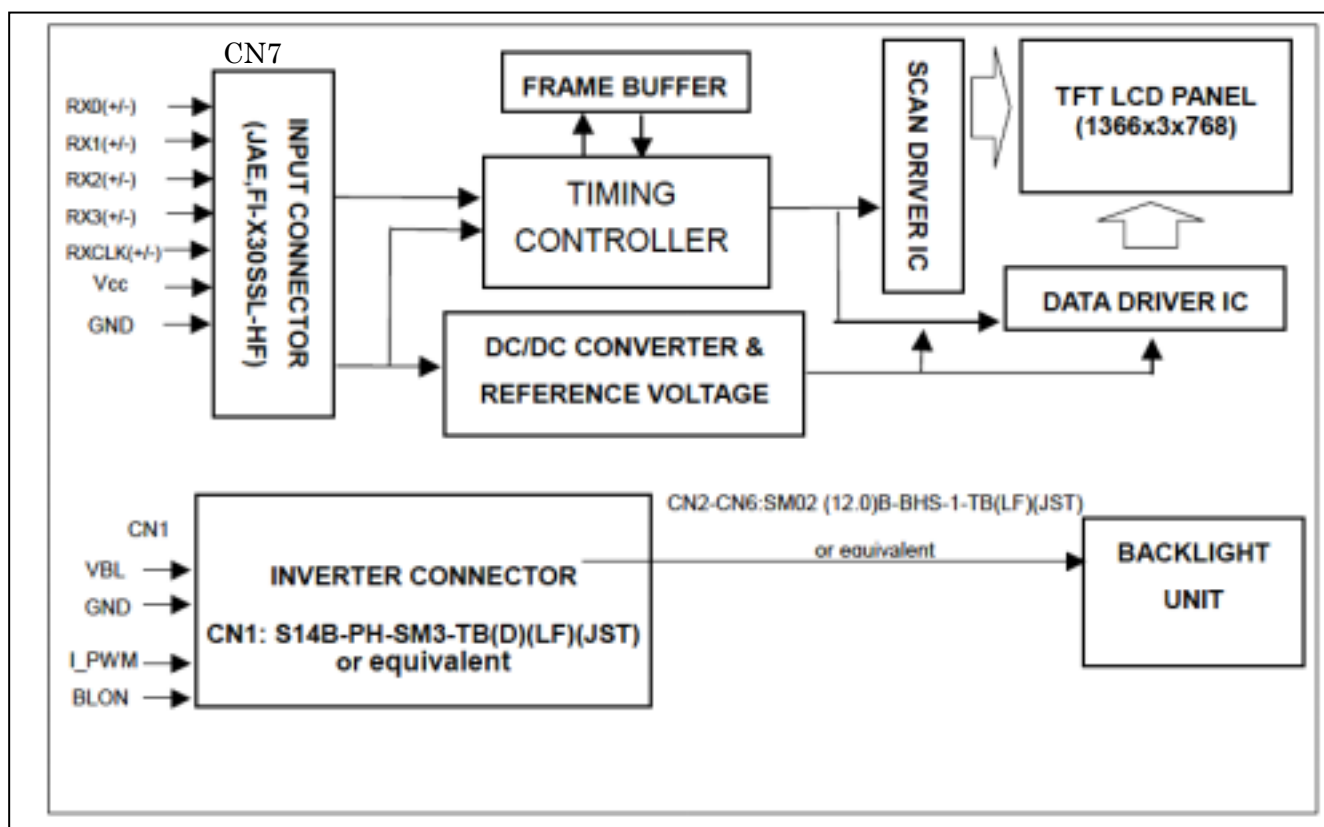 CN7
RX0(+/-)
RX1(+/-)
RX2(+/-)
RX3(+/-)
RXCLK(+/-)
Vcc
GND
INPUT CONNECTOR
(JAE,FI-X30SSL-HF)
FRAME BUFFER
TIMING
CONTROLLER
DC/DC CONVERTER &
REFERENCE VOLTAGE
SCAN DRIVER IC
TFT LCD PANEL
(1366x3x768)
DATA DRIVER IC
CN1
VBL
GND
I_PWM
BLON
INVERTER CONNECTOR
CN1: S14B-PH-SM3-TB(D)(LF)(JST)
or equivalent
CN2-CN6:SM02 (12.0)B-BHS-1-TB(LF)(JST)
or equivalent
BACKLIGHT
UNIT